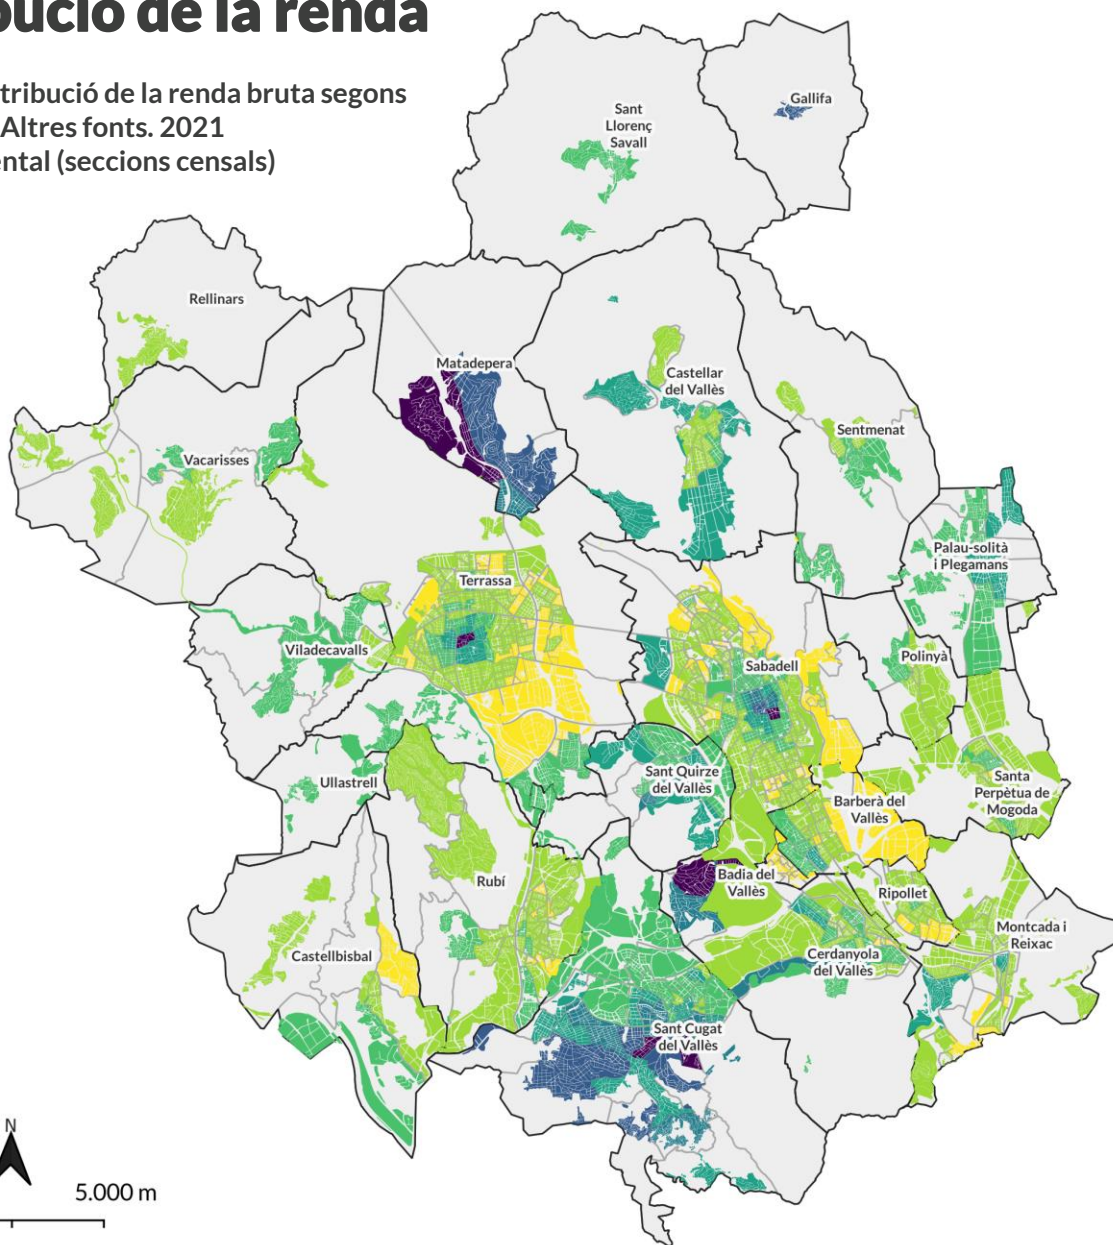 bució de la renda
tribució de la renda bruta segons
Altres fonts. 2021
ental (seccions censals)
Gallifa
Sant
Llorenç
Savall
Rellinars
Matadepera
Castellar
del Vallès
Sentmenat
Vacarisses
Palau-solità
i Plegamans
Terrassa
Viladecavalls
Polinyà
Sabadell
Ullastrell
Sant Quirze
del Vallès
Santa
Perpètua de
Mogoda
Barberà del
Vallès
Rubí
Badia del
Vallès
Ripollet
Montcada i
Reixac
Castellbisbal
Cerdanyola
del Vallès
Sant Cugat
del Vallès
N
5.000 m